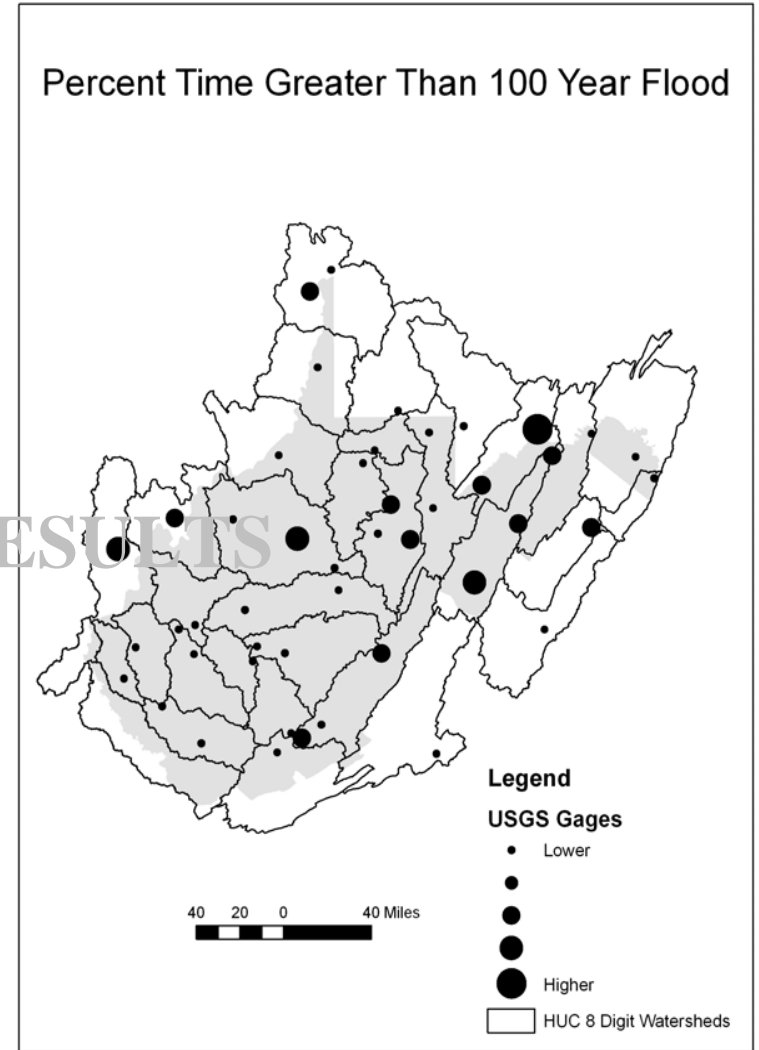 Percent Time Greater Than 100 Year Flood
ESULTS
Legend
USGS Gages
Lower
40 20 0 40 Miles
Higher
HUC 8 Digit Watersheds